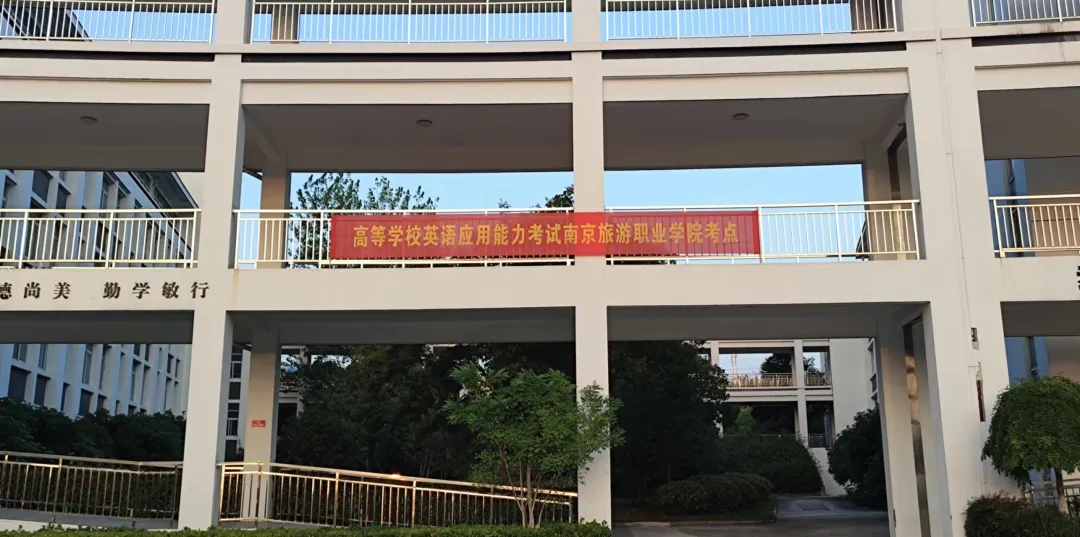 高等学校英语应用能力考试南京旅游职业学院考点
德尚美 勤学敏行